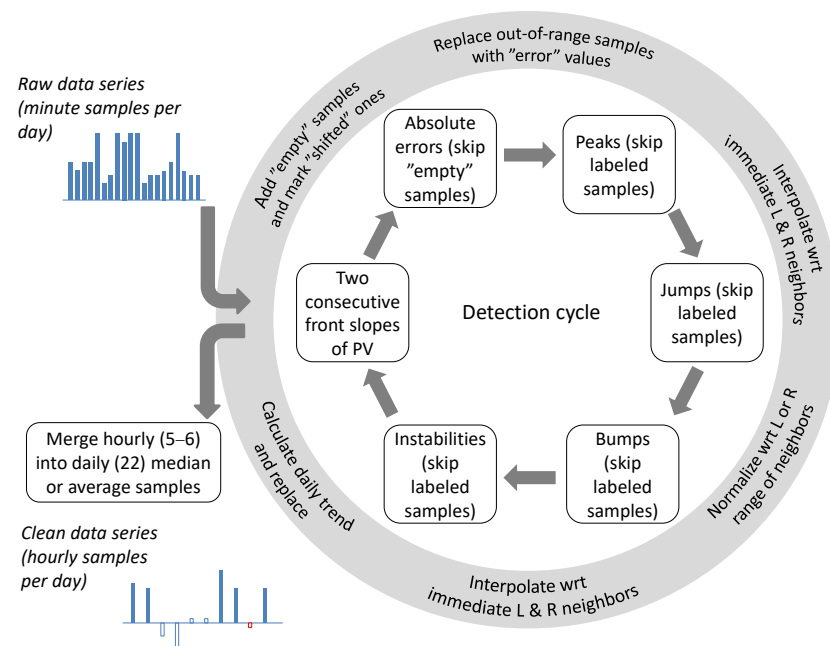 Raw data series
(minute samples per
day)
Add ”empty” samples
and mark ”shifted” ones
Replace out-of-range samples
with ”error” values
Interpolate wrt
immediate L & R
neighbors
Normalize wrt L or R
range of neighbors
Interpolate wrt
immediate L & R neighbors
Calculate daily trend
and replace
Absolute
errors (skip
”empty”
samples)
Peaks (skip
labeled
samples)
Jumps (skip
labeled
samples)
Bumps
(skip
labeled
samples)
Instabilities
(skip
labeled
samples)
Two
consecutive
front slopes
of PV
Detection cycle
Merge hourly (5–6)
into daily (22) median
or average samples
Clean data series
(hourly samples
per day)